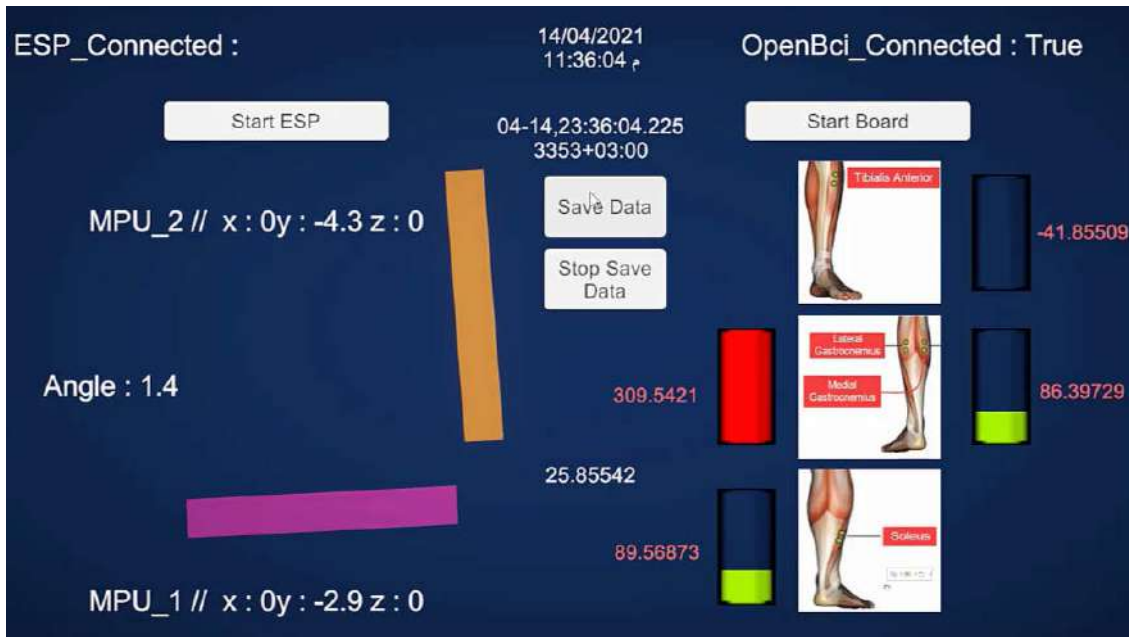 ESP_Connected :
14/04/2021
11:36:04 م
OpenBci_Connected : True
Start ESP
04-14,23:36:04.225
3353+03:00
Start Board
MPU_2 // x : 0y : -4.3 z : 0
Save Data
Stop Save
Data
Tibialis Anterior
-41.85509
Angle : 1.4
309.5421
Lateral
Gastrocnemius
Medial
Gastrocnemius
86.39729
25.85542
89.56873
Soleus
MPU_1 // x : 0y : -2.9 z : 0